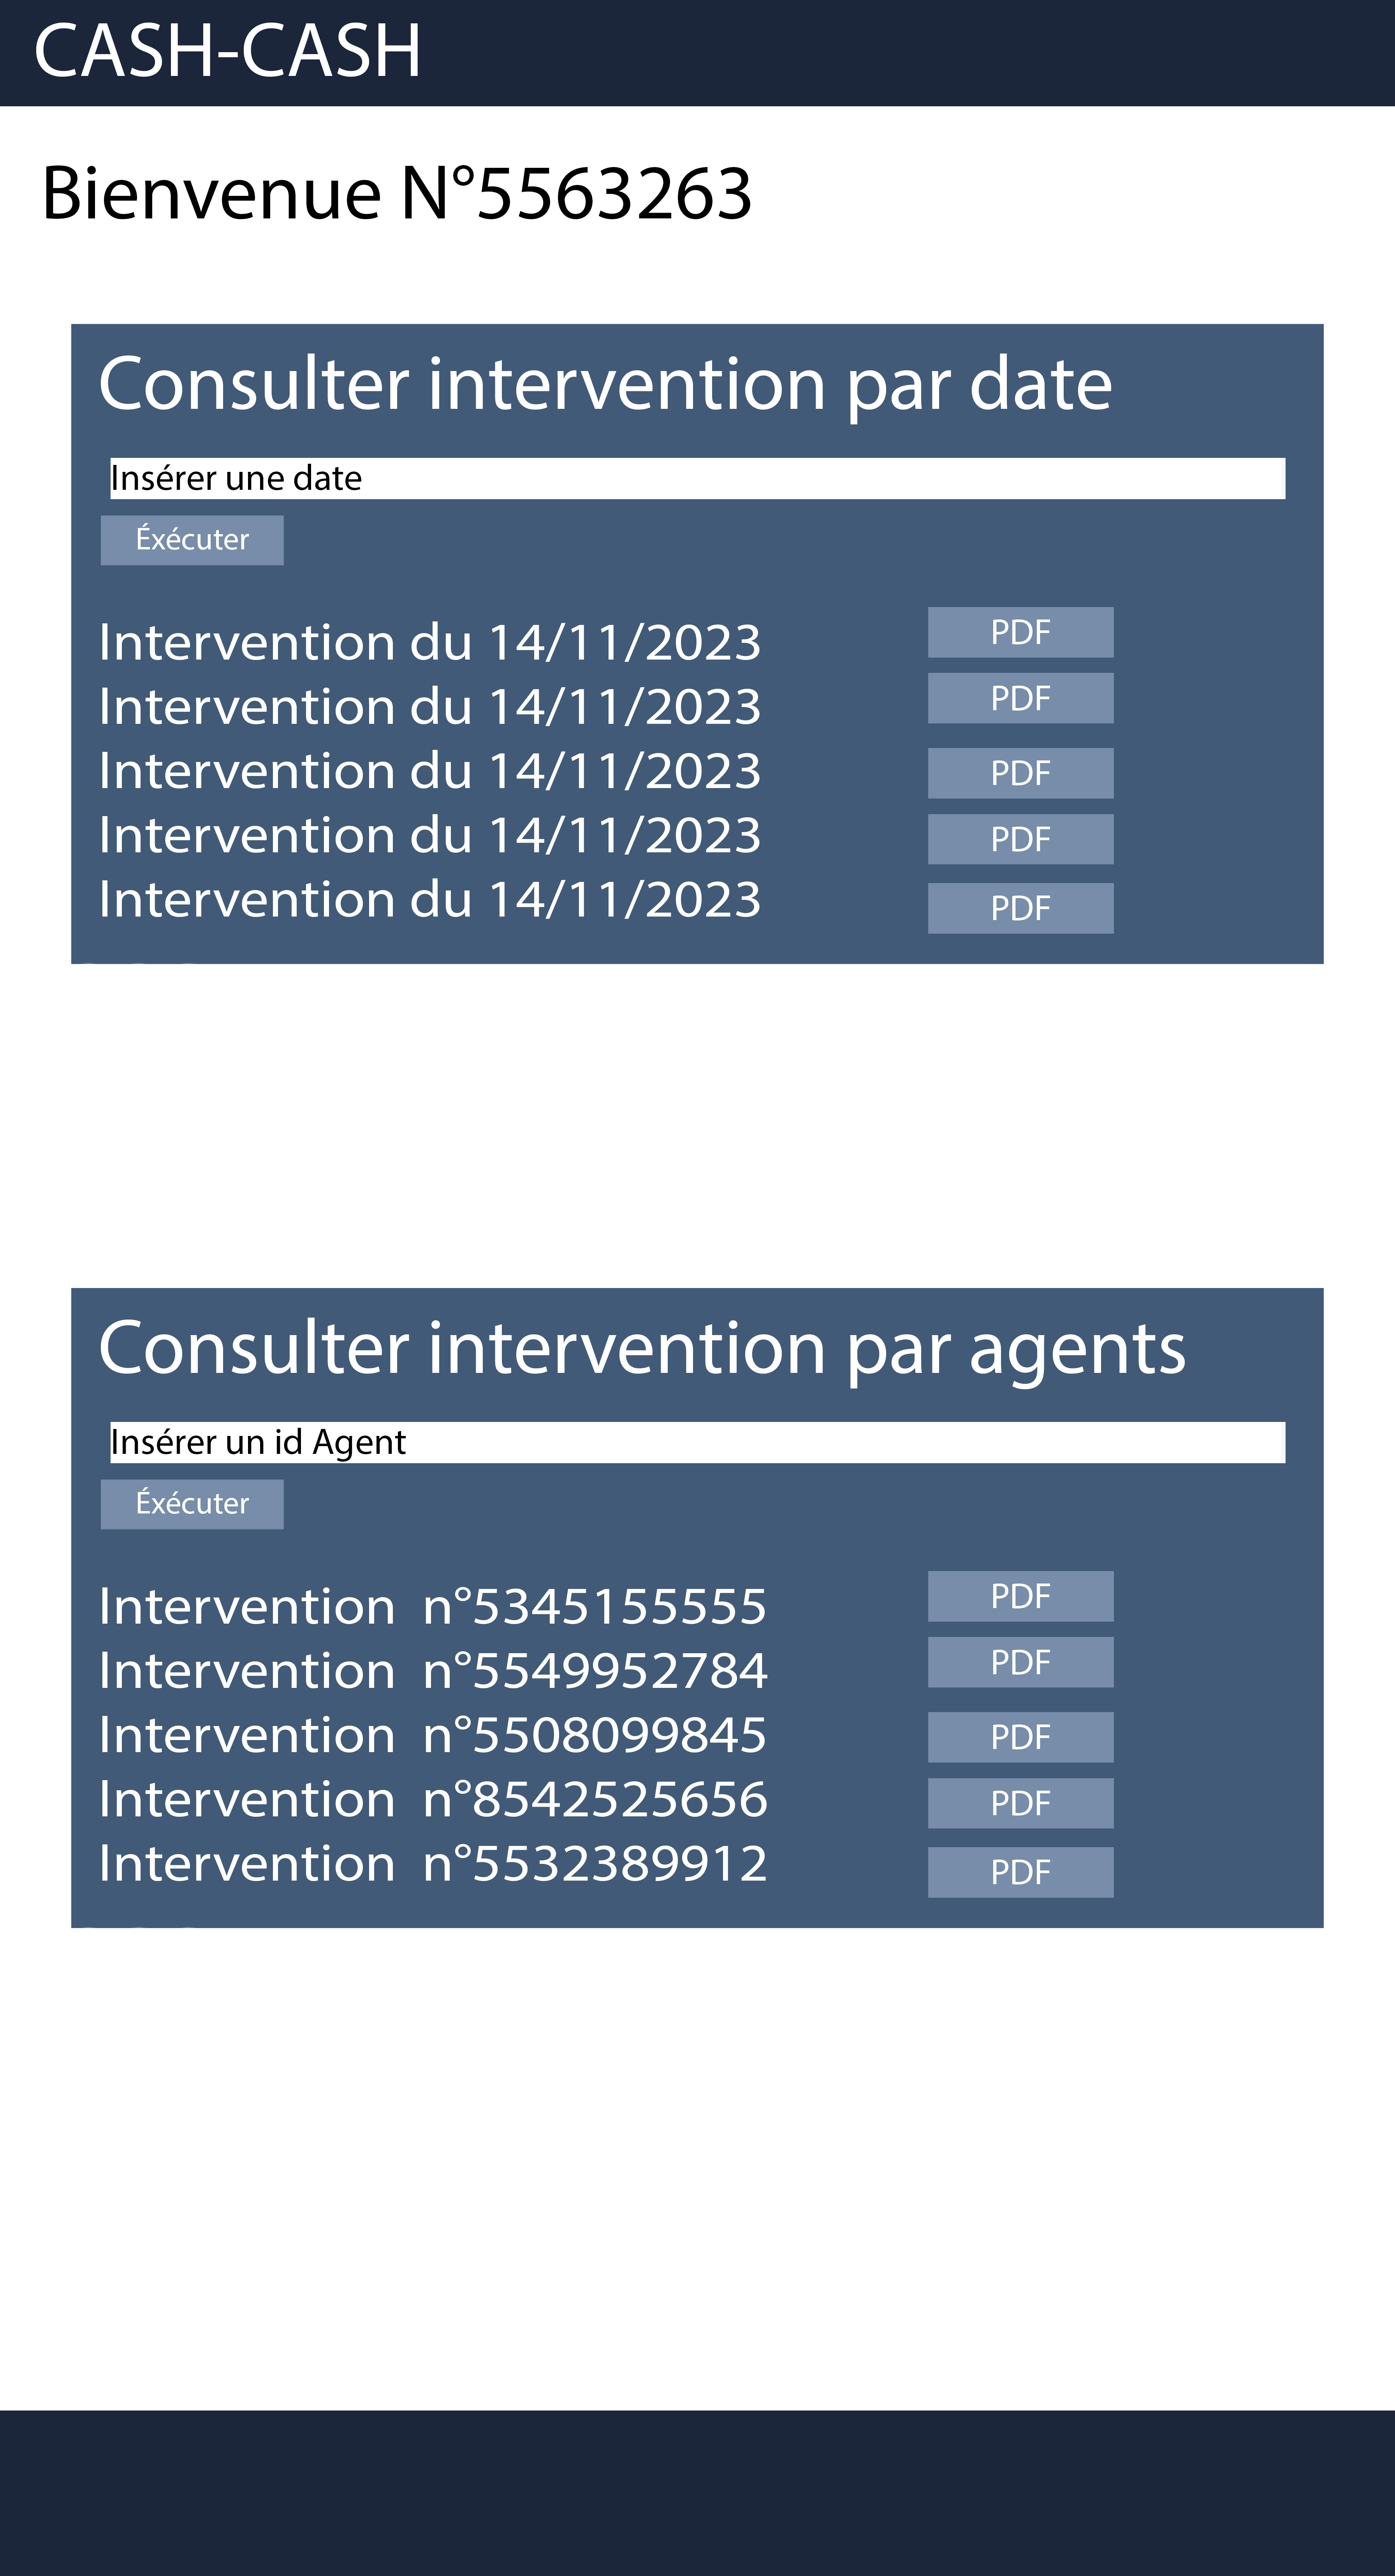 CASH-CASH
Bienvenue N°5563263
Consulter intervention par date
Insérer une date
Éxécuter
Intervention du 14/11/2023 PDF
Intervention du 14/11/2023 PDF
Intervention du 14/11/2023 PDF
Intervention du 14/11/2023 PDF
Intervention du 14/11/2023 PDF
Consulter intervention par agents
Insérer un id Agent
Éxécuter
Intervention n°5345155555 PDF
Intervention n°5549952784 PDF
Intervention n°5508099845 PDF
Intervention n°8542525656 PDF
Intervention n°5532389912 PDF